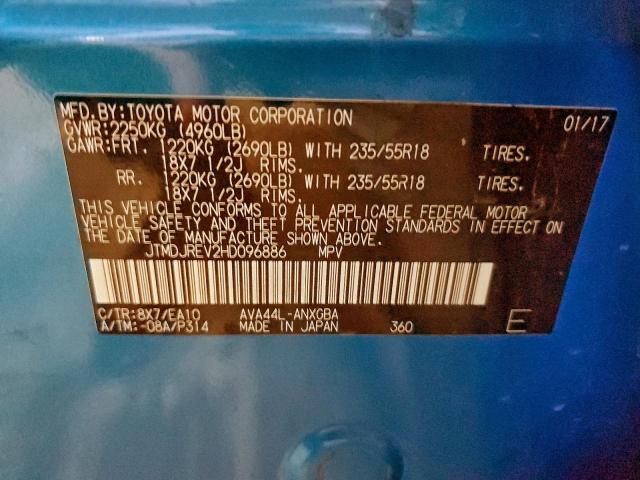 MFD.BY:TOYOTA MOTOR CORPORATION 01/17
GVWR:2250KG (4960LB)
GAWR:FRT. 1220KG (2690LB) WITH 235/55R18 TIRES.
18X7 1/2J RIMS.
RR. 1220KG (2690LB) WITH 235/55R18 TIRES.
18X7 1/2J RIMS.
THIS VEHICLE CONFORMS TO ALL APPLICABLE FEDERAL MOTOR
VEHICLE SAFETY AND THEFT PREVENTION STANDARDS IN EFFECT ON
THE DATE OF MANUFACTURE SHOWN ABOVE.
JTMDJREV2HD096886 MPV
C/TR:8X7/EA10 AVA44L-ANXGBA
A/TM:-08A/P314 MADE IN JAPAN 360 E